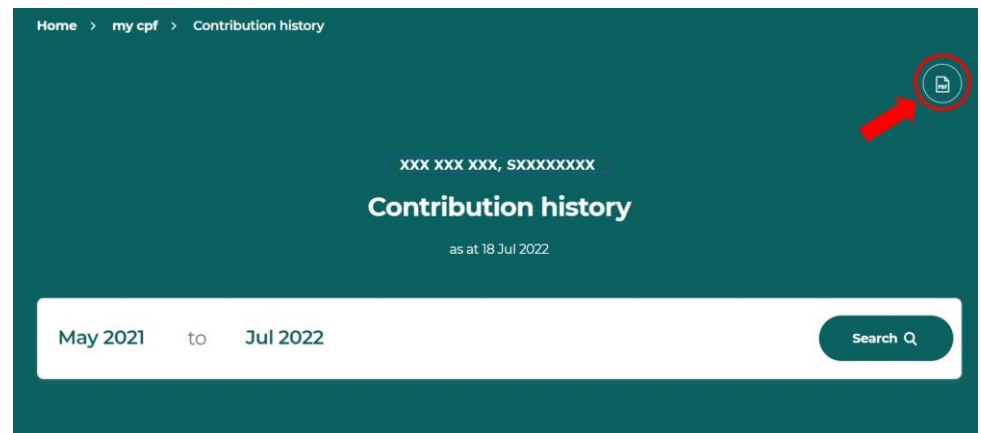 Home > my cpf > Contribution history
PDF
XXX XXX XXX, SXXXXXXXX
Contribution history
as at 18 Jul 2022
May 2021 to Jul 2022 Search